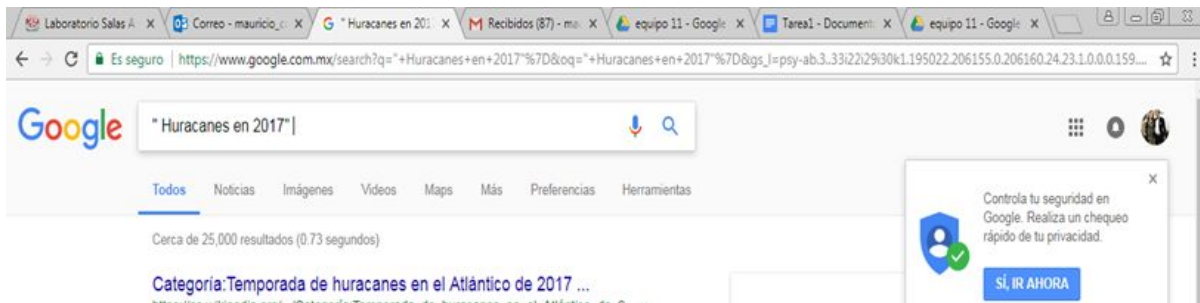 Laboratorio Salas A
Correo - mauricio_c
" Huracanes en 201
Recibidos (87) - ma
equipo 11 - Google
Tarea1 - Document
equipo 11 - Google
Es seguro
https://www.google.com.mx/search?q="+Huracanes+en+2017"%7D&oq="+Huracanes+en+2017"%7D&gs_l=psy-ab.3..33i22i29i30k1.195022.206155.0.206160.24.23.1.0.0.0.159....
Google
" Huracanes en 2017"
Todos Noticias Imágenes Videos Maps Más Preferencias Herramientas
Cerca de 25,000 resultados (0.73 segundos)
Categoría:Temporada de huracanes en el Atlántico de 2017 ...
Controla tu seguridad en
Google. Realiza un chequeo
rápido de tu privacidad.
SÍ, IR AHORA